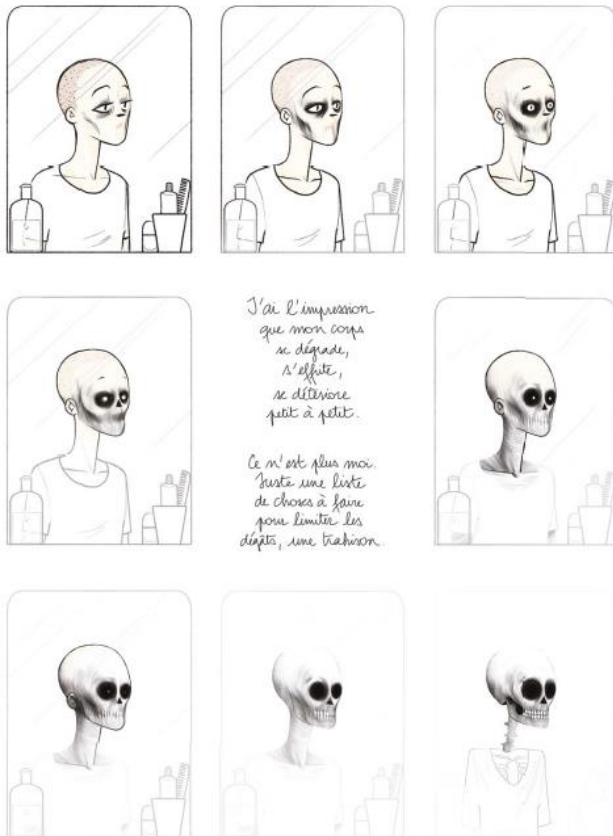 J'ai l'impression
que mon corps
se dégrade,
s'effrite,
se détériore
petit à petit.
Ce n'est plus moi.
Juste une liste
de choses à faire
pour limiter les
dégâts, une trahison.